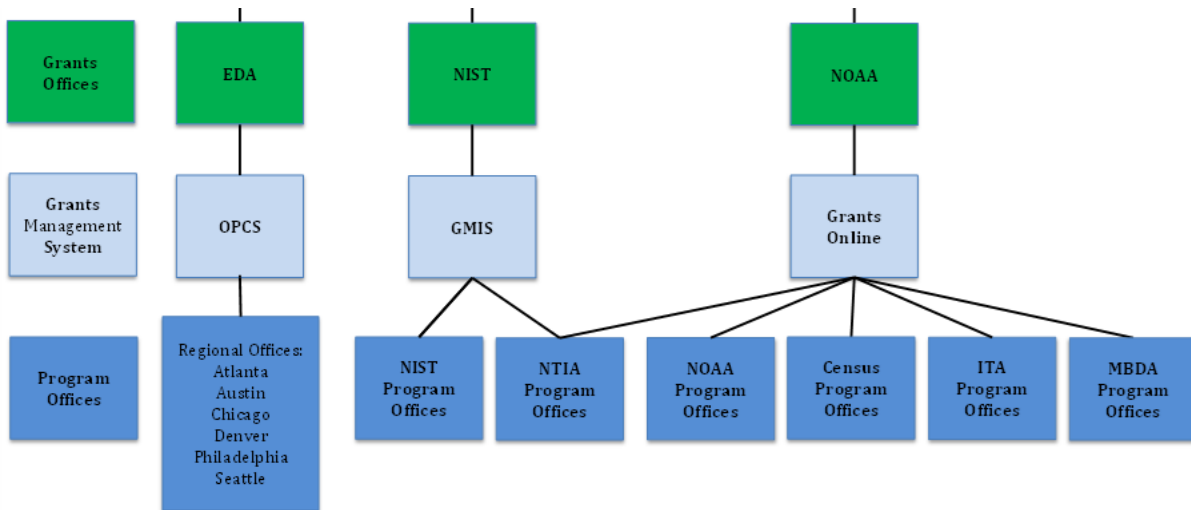 Grants
Offices
EDA
NIST
NOAA
Grants
Management
System
OPCS
GMIS
Grants
Online
Program
Offices
Regional Offices:
Atlanta
Austin
Chicago
Denver
Philadelphia
Seattle
NIST
Program
Offices
NTIA
Program
Offices
NOAA
Program
Offices
Census
Program
Offices
ITA
Program
Offices
MBDA
Program
Offices